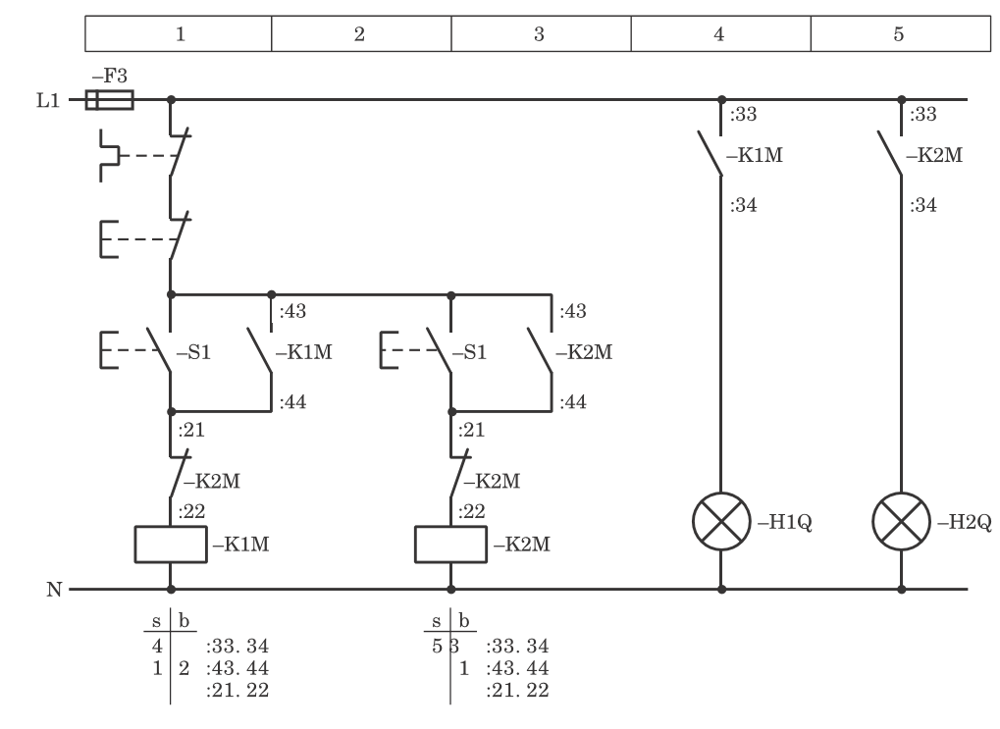 1 2 3 4 5
–F3
L1
:33 :33
–K1M –K2M
:34 :34
:43 :43
–S1 –K1M –S1 –K2M
:44 :44
:21 :21
–K2M –K2M
:22 :22
–H1Q –H2Q
–K1M –K2M
N
s b s b
4 :33. 34 5 3 :33. 34
1 2 :43. 44 1 :43. 44
:21. 22 :21. 22